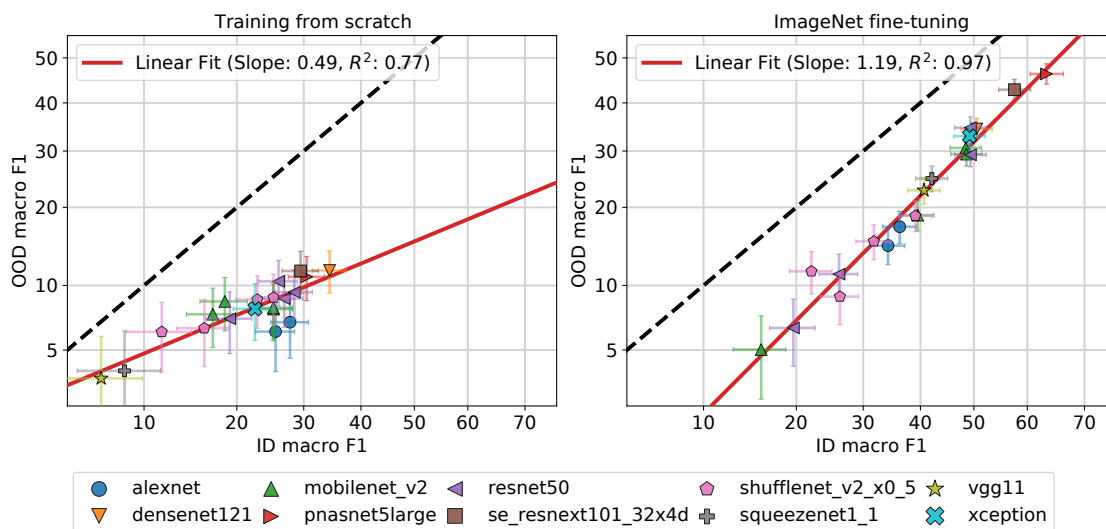 Training from scratch
Linear Fit (Slope: 0.49, R²: 0.77)
50
40
30
20
10
5
OOD macro F1
10
20
30
40
50
60
70
ID macro F1
ImageNet fine-tuning
Linear Fit (Slope: 1.19, R²: 0.97)
50
40
30
20
10
5
OOD macro F1
10
20
30
40
50
60
70
ID macro F1
alexnet
mobilenet_v2
resnet50
shufflenet_v2_x0_5
vgg11
densenet121
pnasnet5large
se_resnext101_32x4d
squeezenet1_1
xception